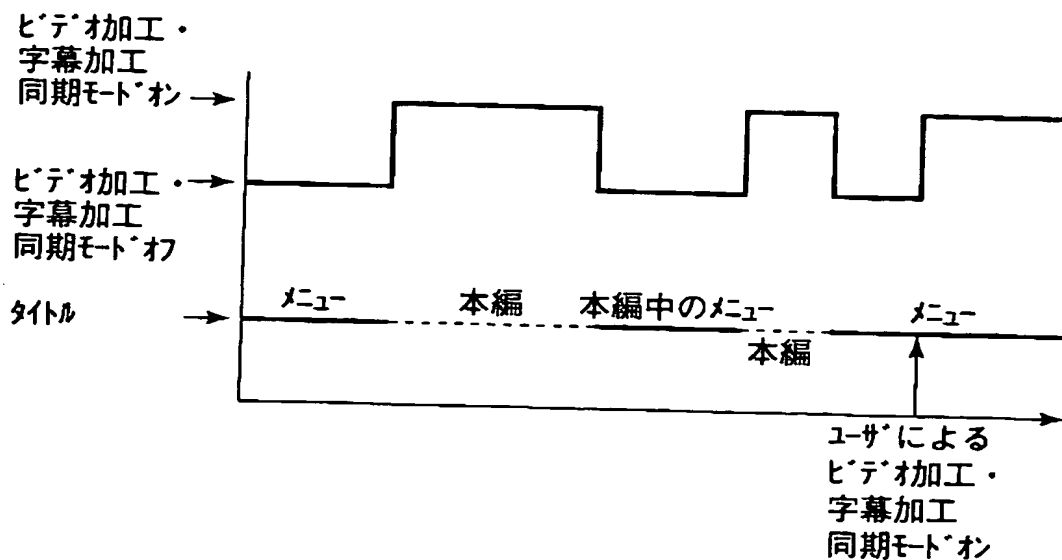 ﾋﾞﾃﾞｵ加工・
字幕加工
同期ﾓｰﾄﾞｵﾝ
ﾋﾞﾃﾞｵ加工・
字幕加工
同期ﾓｰﾄﾞｵﾌ
ﾀｲﾄﾙ
ﾒﾆｭｰ
本編
本編中のﾒﾆｭｰ
本編
ﾒﾆｭｰ
ﾕｰｻﾞによる
ﾋﾞﾃﾞｵ加工・
字幕加工
同期ﾓｰﾄﾞｵﾝ